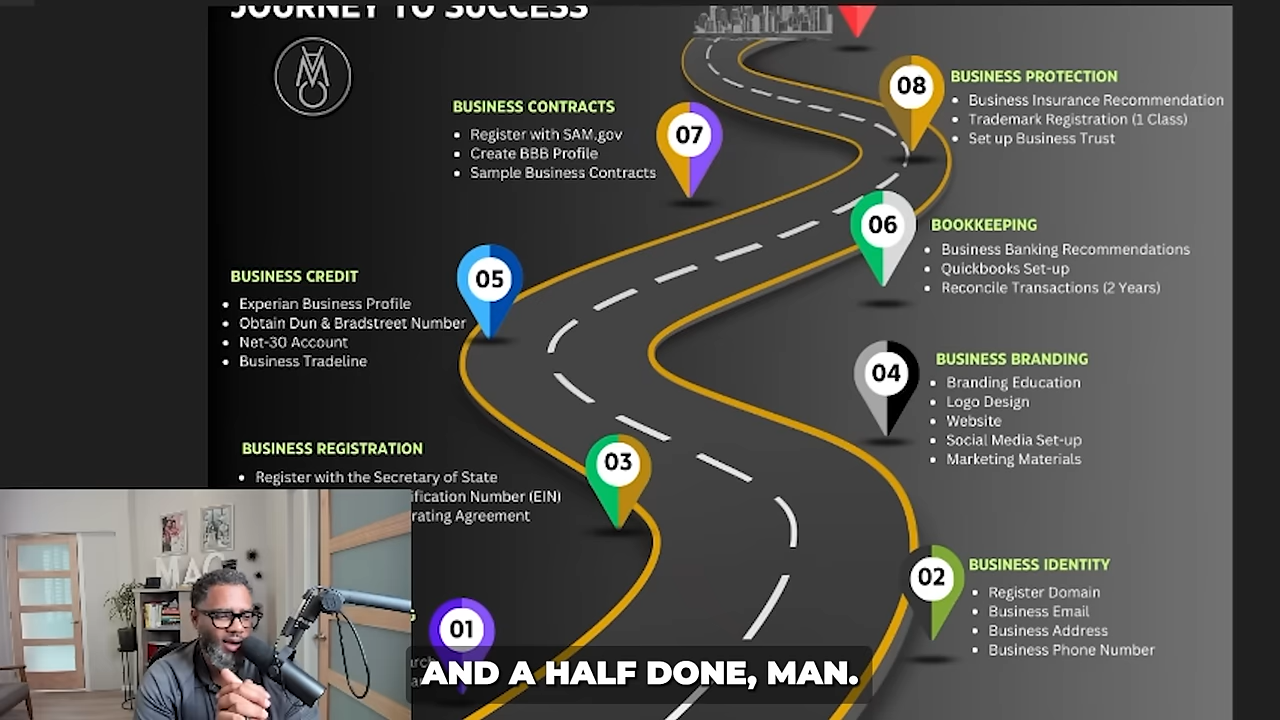 JOURNEY TO SUCCESS
08
BUSINESS PROTECTION
Business Insurance Recommendation
Trademark Registration (1 Class)
Set up Business Trust
BUSINESS CONTRACTS
07
Register with SAM.gov
Create BBB Profile
Sample Business Contracts
06
BOOKKEEPING
Business Banking Recommendations
Quickbooks Set-up
Reconcile Transactions (2 Years)
BUSINESS CREDIT
05
Experian Business Profile
Obtain Dun & Bradstreet Number
Net-30 Account
Business Tradeline
04
BUSINESS BRANDING
Branding Education
Logo Design
Website
Social Media Set-up
Marketing Materials
BUSINESS REGISTRATION
03
Register with the Secretary of State
ification Number (EIN)
rating Agreement
02
BUSINESS IDENTITY
Register Domain
Business Email
Business Address
Business Phone Number
01
AND A HALF DONE, MAN.